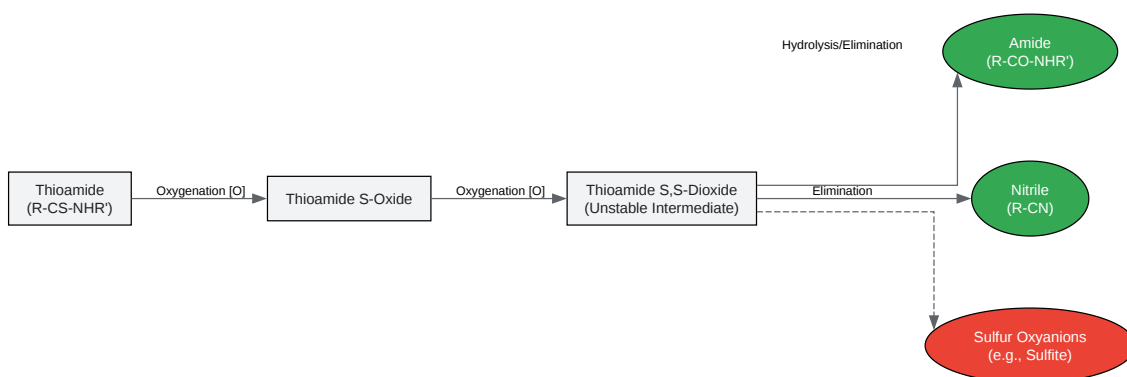 Hydrolysis/Elimination
Amide
(R-CO-NHR')
Thioamide
(R-CS-NHR')
Oxygenation [O]
Thioamide S-Oxide
Oxygenation [O]
Thioamide S,S-Dioxide
(Unstable Intermediate)
Elimination
Nitrile
(R-CN)
Sulfur Oxyanions
(e.g., Sulfite)